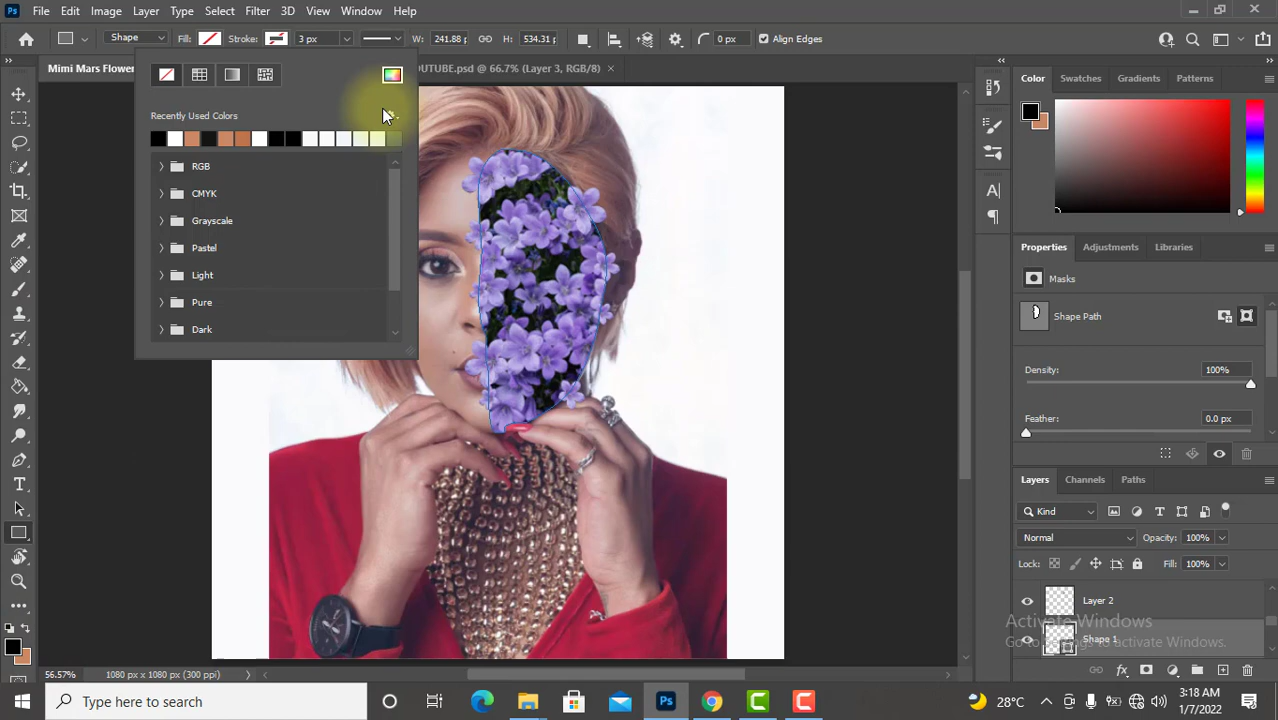 Ps File Edit Image Layer Type Select Filter 3D View Window Help
Shape Fill: Stroke: 3 px W: 241.88 H: 534.31 0 px Align Edges
Mimi Mars Flower
OUTUBE.psd @ 66.7% (Layer 3, RGB/8) ×
Recently Used Colors
RGB
CMYK
Grayscale
Pastel
Light
Pure
Dark
Color Swatches Gradients Patterns
Properties Adjustments Libraries
Masks
Shape Path
Density: 100%
Feather: 0.0 px
Layers Channels Paths
Kind
Normal Opacity: 100%
Lock: Fill: 100%
Layer 2
Shape 1
Activate Windows
Go to Settings to activate Windows.
56.57% 1080 px x 1080 px (300 ppi)
Type here to search
Ps
28°C
3:18 AM
1/7/2022